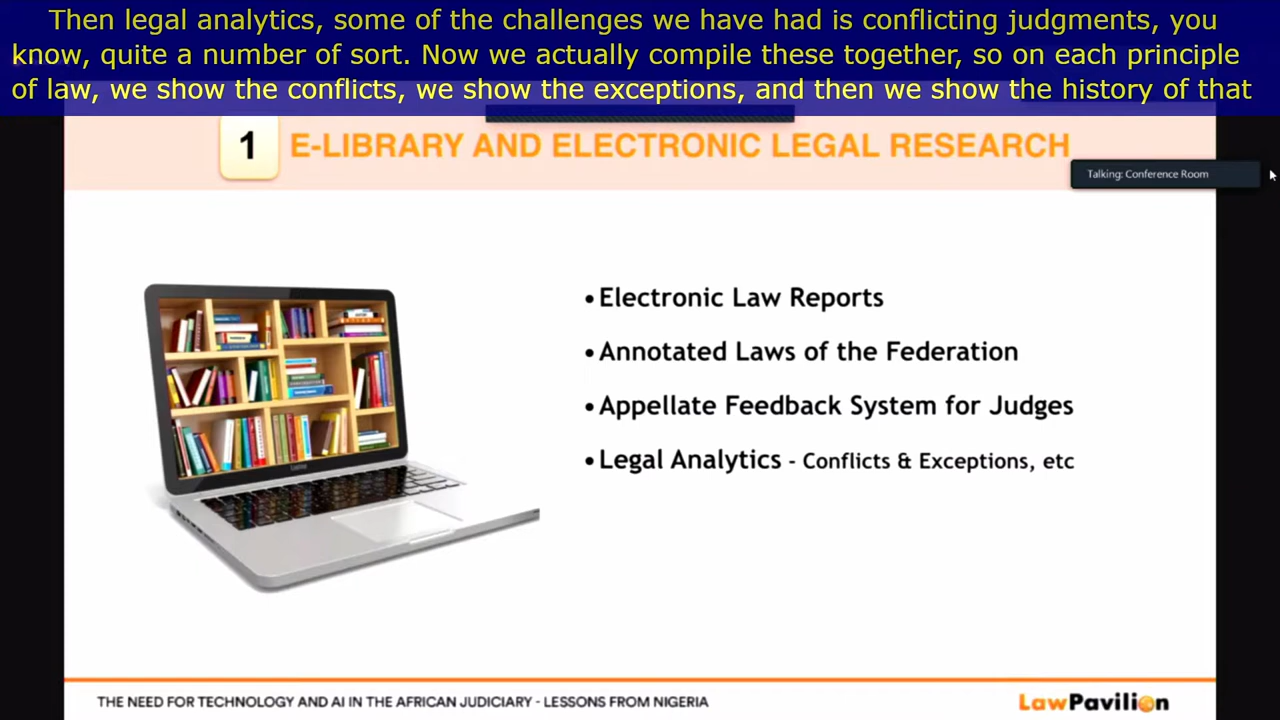 Then legal analytics, some of the challenges we have had is conflicting judgments, you
know, quite a number of sort. Now we actually compile these together, so on each principle
of law, we show the conflicts, we show the exceptions, and then we show the history of that
1 E-LIBRARY AND ELECTRONIC LEGAL RESEARCH
Talking: Conference Room
• Electronic Law Reports
• Annotated Laws of the Federation
• Appellate Feedback System for Judges
• Legal Analytics - Conflicts & Exceptions, etc
THE NEED FOR TECHNOLOGY AND AI IN THE AFRICAN JUDICIARY - LESSONS FROM NIGERIA
LawPavilion